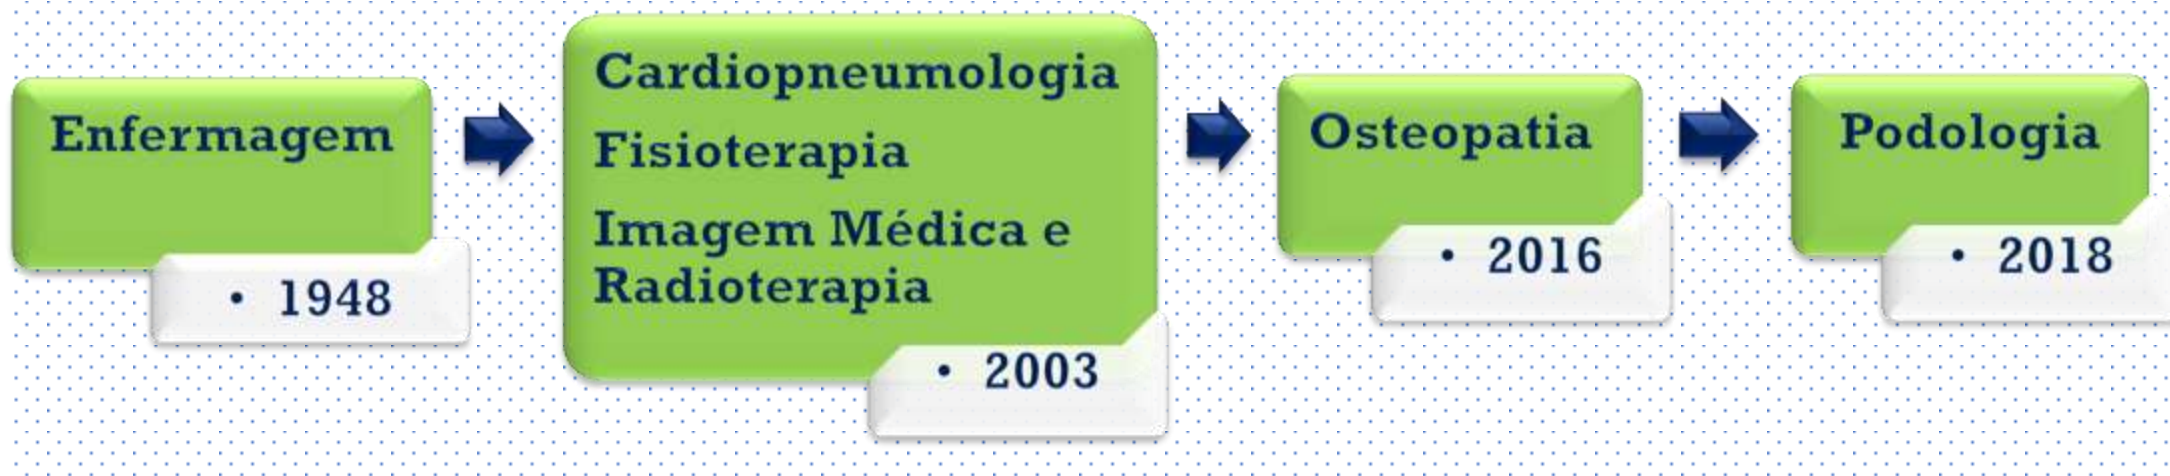 Enfermagem
• 1948
Cardiopneumologia
Fisioterapia
Imagem Médica e
Radioterapia
• 2003
Osteopatia
• 2016
Podologia
• 2018